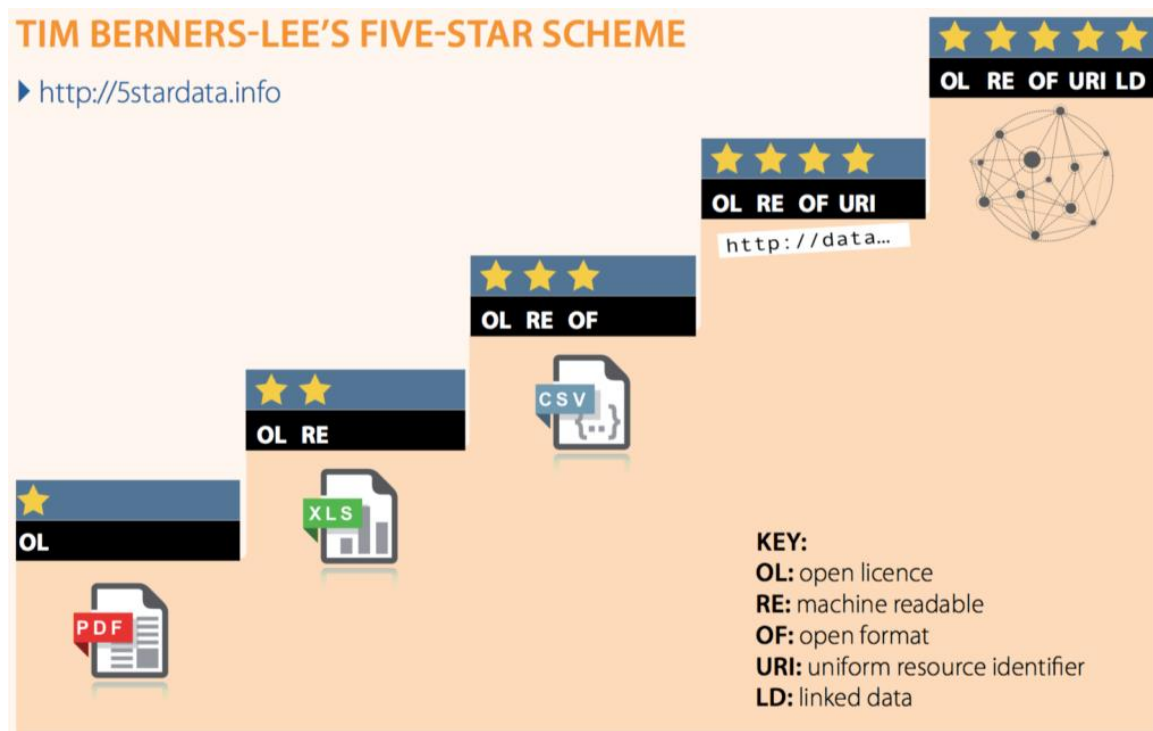 TIM BERNERS-LEE’S FIVE-STAR SCHEME
http://5stardata.info
OL
PDF
OL RE
XLS
OL RE OF
CSV
{..}
OL RE OF URI
http://data…
OL RE OF URI LD
KEY:
OL: open licence
RE: machine readable
OF: open format
URI: uniform resource identifier
LD: linked data